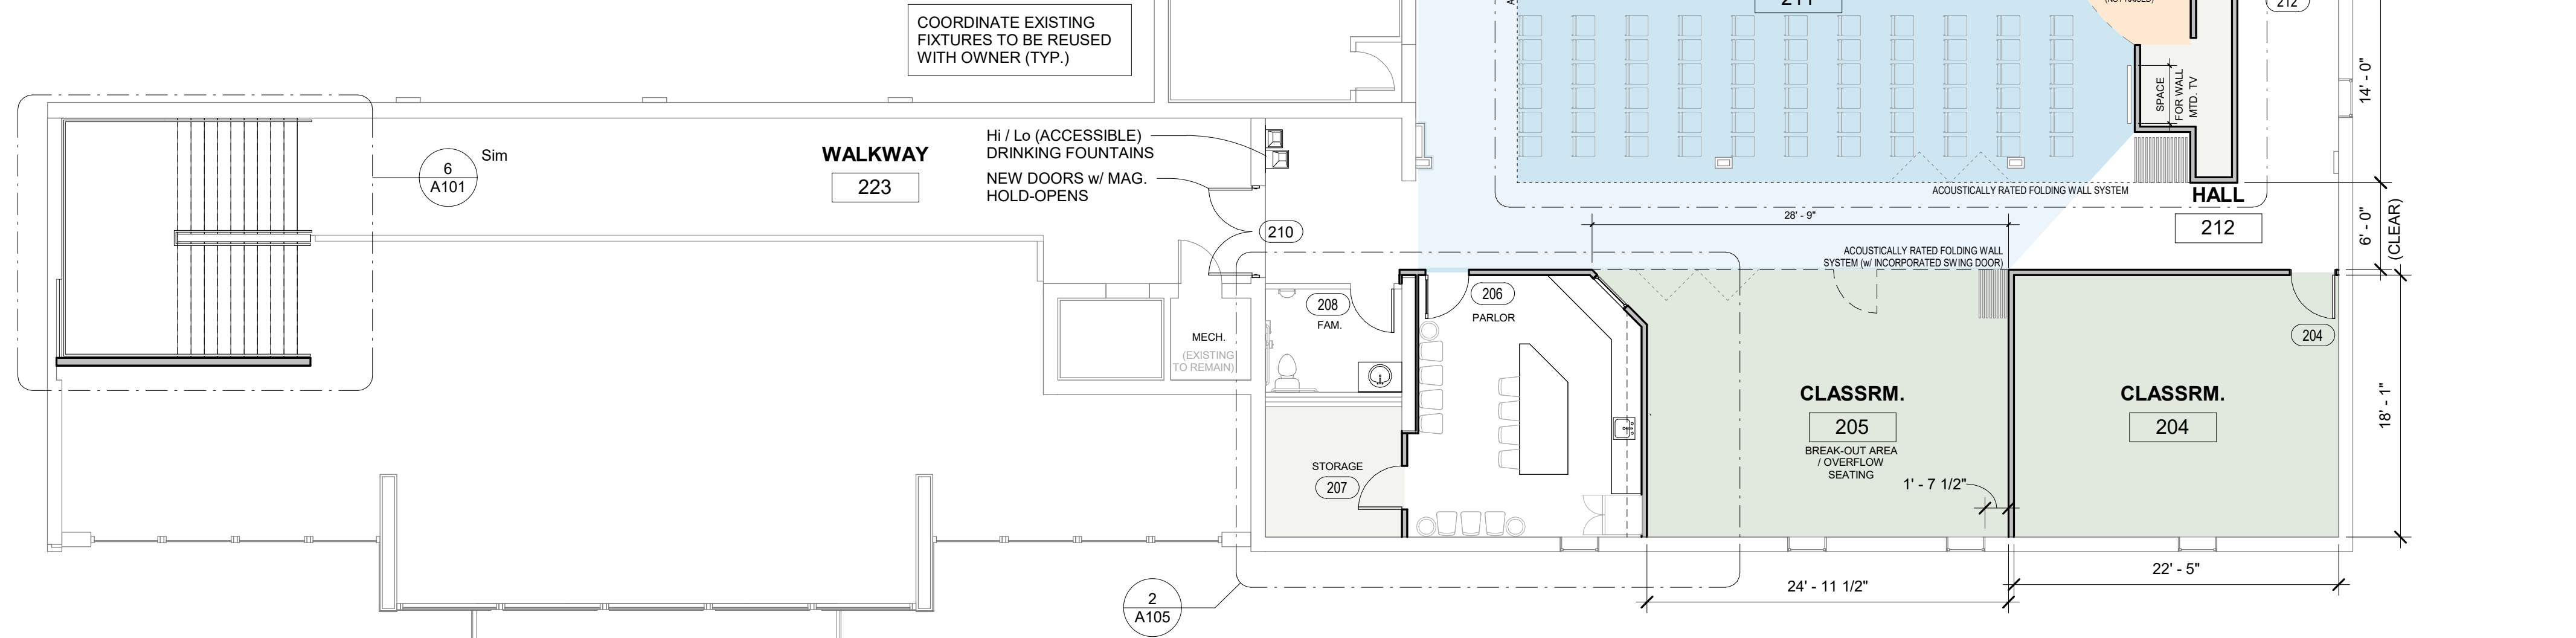 COORDINATE EXISTING
FIXTURES TO BE REUSED
WITH OWNER (TYP.)
211
212
SPACE
FOR WALL
MTD. TV
14' - 0"
6
A101
Sim
WALKWAY
223
Hi / Lo (ACCESSIBLE)
DRINKING FOUNTAINS
NEW DOORS w/ MAG.
HOLD-OPENS
210
ACOUSTICALLY RATED FOLDING WALL SYSTEM
HALL
212
28' - 9"
6' - 0"
(CLEAR)
ACOUSTICALLY RATED FOLDING WALL
SYSTEM (w/ INCORPORATED SWING DOOR)
MECH.
(EXISTING
TO REMAIN)
208
FAM.
206
PARLOR
204
CLASSRM.
205
BREAK-OUT AREA
/ OVERFLOW
SEATING
CLASSRM.
204
18' - 1"
STORAGE
207
1' - 7 1/2"
2
A105
24' - 11 1/2"
22' - 5"